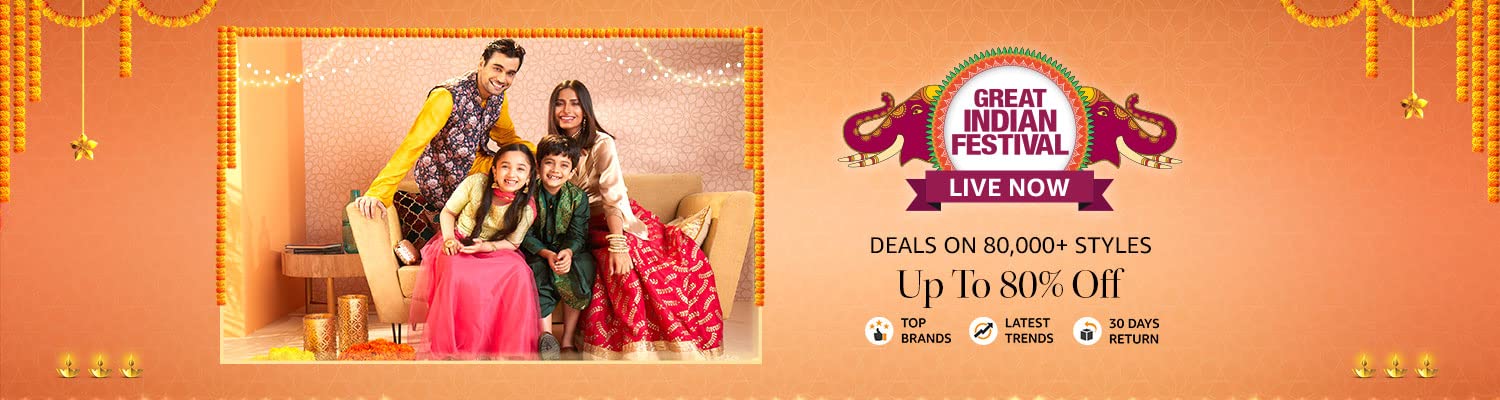 GREAT
INDIAN
FESTIVAL
LIVE NOW
DEALS ON 80,000+ STYLES
Up To 80% Off
TOP
BRANDS
LATEST
TRENDS
30 DAYS
RETURN